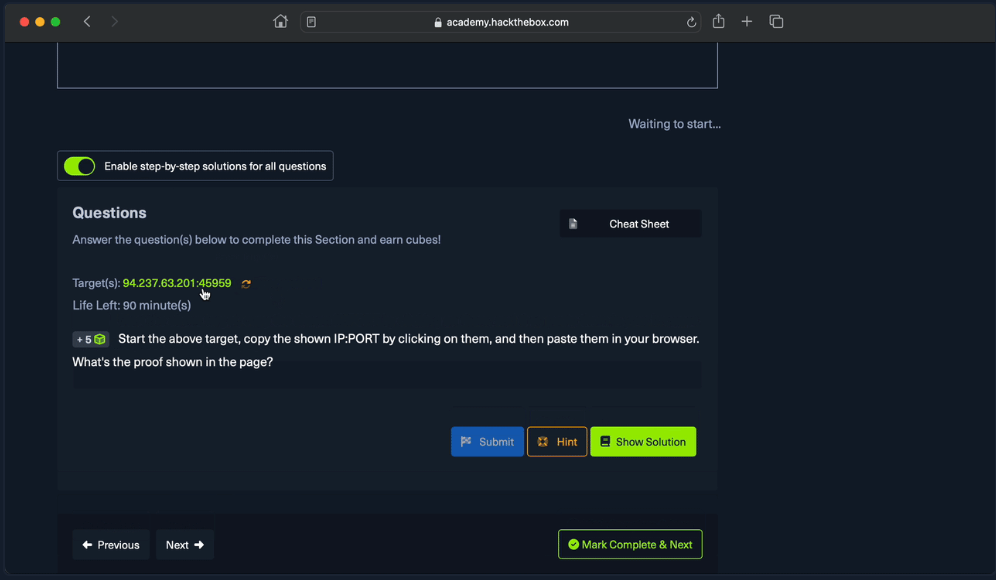 academy.hackthebox.com
Waiting to start...
Enable step-by-step solutions for all questions
Questions
Cheat Sheet
Answer the question(s) below to complete this Section and earn cubes!
Target(s): 94.237.63.201:45959
Life Left: 90 minute(s)
+ 5 Start the above target, copy the shown IP:PORT by clicking on them, and then paste them in your browser.
What's the proof shown in the page?
Submit Hint Show Solution
Previous Next Mark Complete & Next